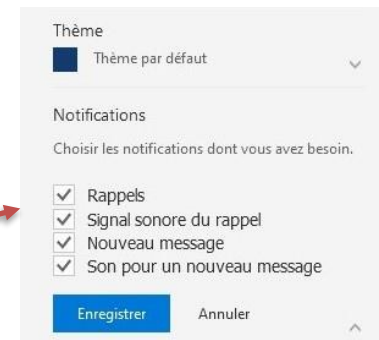 Thème
Thème par défaut
Notifications
Choisir les notifications dont vous avez besoin.
Rappels
Signal sonore du rappel
Nouveau message
Son pour un nouveau message
Enregistrer Annuler